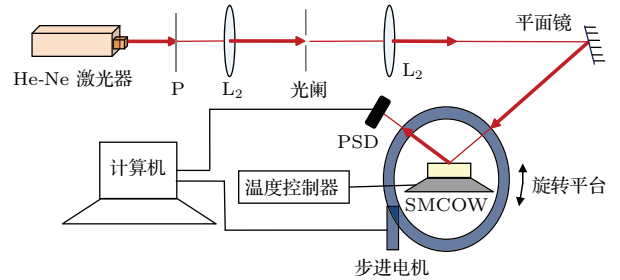 平面镜
He-Ne 激光器
P
L₂
光阑
L₂
PSD
计算机
温度控制器
SMCOW
旋转平台
步进电机